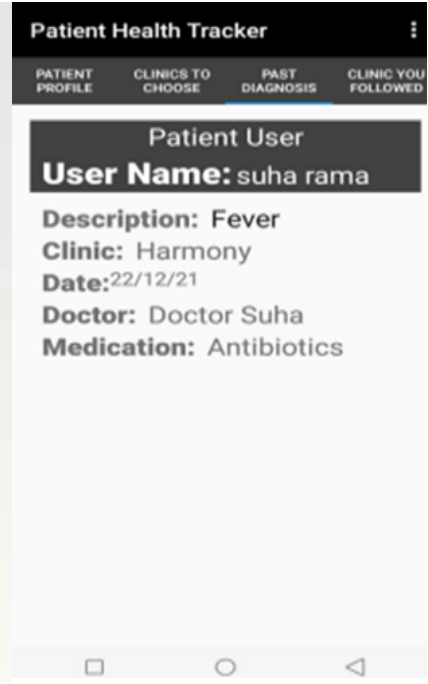 Patient Health Tracker
PATIENT PROFILE
CLINICS TO CHOOSE
PAST DIAGNOSIS
CLINIC YOU FOLLOWED
Patient User
User Name: suha rama
Description: Fever
Clinic: Harmony
Date:22/12/21
Doctor: Doctor Suha
Medication: Antibiotics